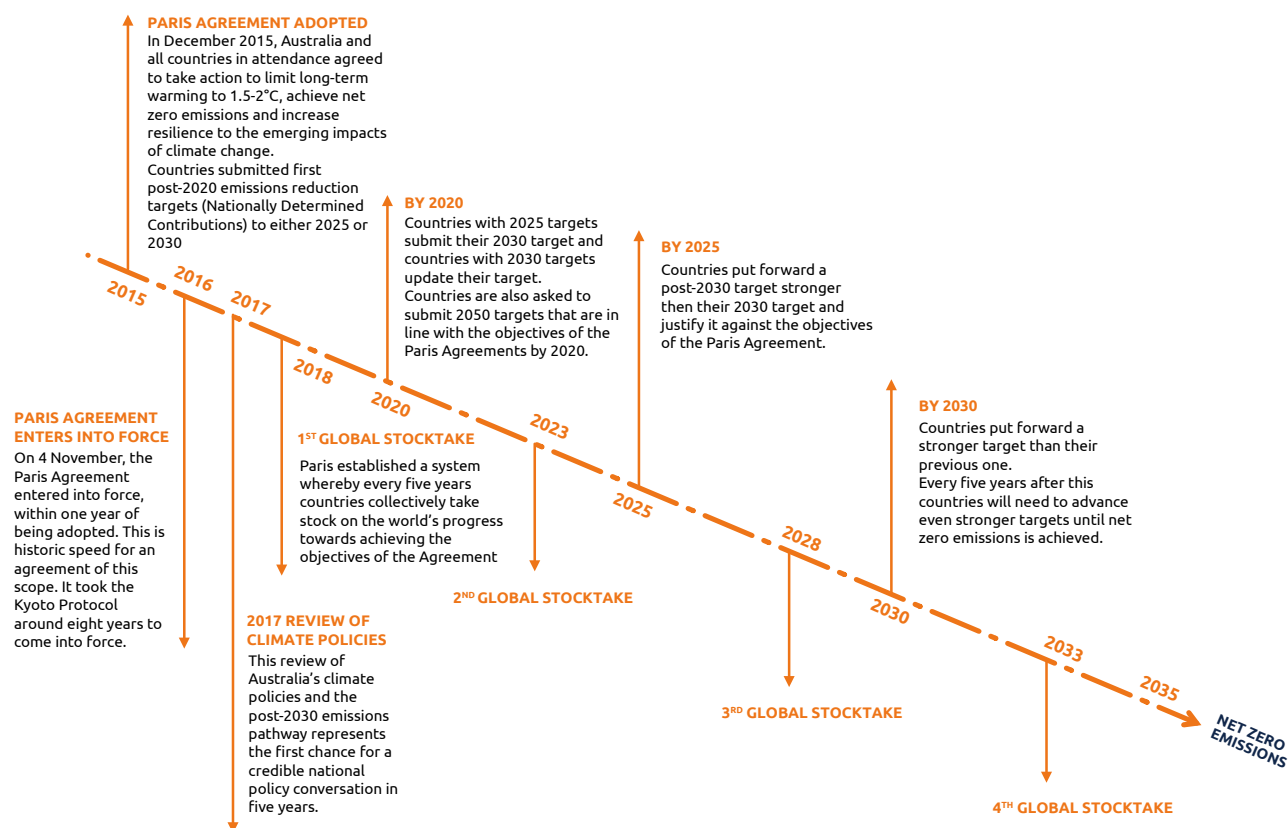 PARIS AGREEMENT ADOPTED
In December 2015, Australia and
all countries in attendance agreed
to take action to limit long-term
warming to 1.5-2°C, achieve net
zero emissions and increase
resilience to the emerging impacts
of climate change.
Countries submitted first
post-2020 emissions reduction
targets (Nationally Determined
Contributions) to either 2025 or
2030
2015
2016
2017
2018
2020
2023
2025
2028
2030
2033
2035
NET ZERO
EMISSIONS
PARIS AGREEMENT
ENTERS INTO FORCE
On 4 November, the
Paris Agreement
entered into force,
within one year of
being adopted. This is
historic speed for an
agreement of this
scope. It took the
Kyoto Protocol
around eight years to
come into force.
2017 REVIEW OF
CLIMATE POLICIES
This review of
Australia's climate
policies and the
post-2030 emissions
pathway represents
the first chance for a
credible national
policy conversation in
five years.
1ST GLOBAL STOCKTAKE
Paris established a system
whereby every five years
countries collectively take
stock on the world's progress
towards achieving the
objectives of the Agreement
BY 2020
Countries with 2025 targets
submit their 2030 target and
countries with 2030 targets
update their target.
Countries are also asked to
submit 2050 targets that are in
line with the objectives of the
Paris Agreements by 2020.
2ND GLOBAL STOCKTAKE
BY 2025
Countries put forward a
post-2030 target stronger
then their 2030 target and
justify it against the objectives
of the Paris Agreement.
3RD GLOBAL STOCKTAKE
BY 2030
Countries put forward a
stronger target than their
previous one.
Every five years after this
countries will need to advance
even stronger targets until net
zero emissions is achieved.
4TH GLOBAL STOCKTAKE